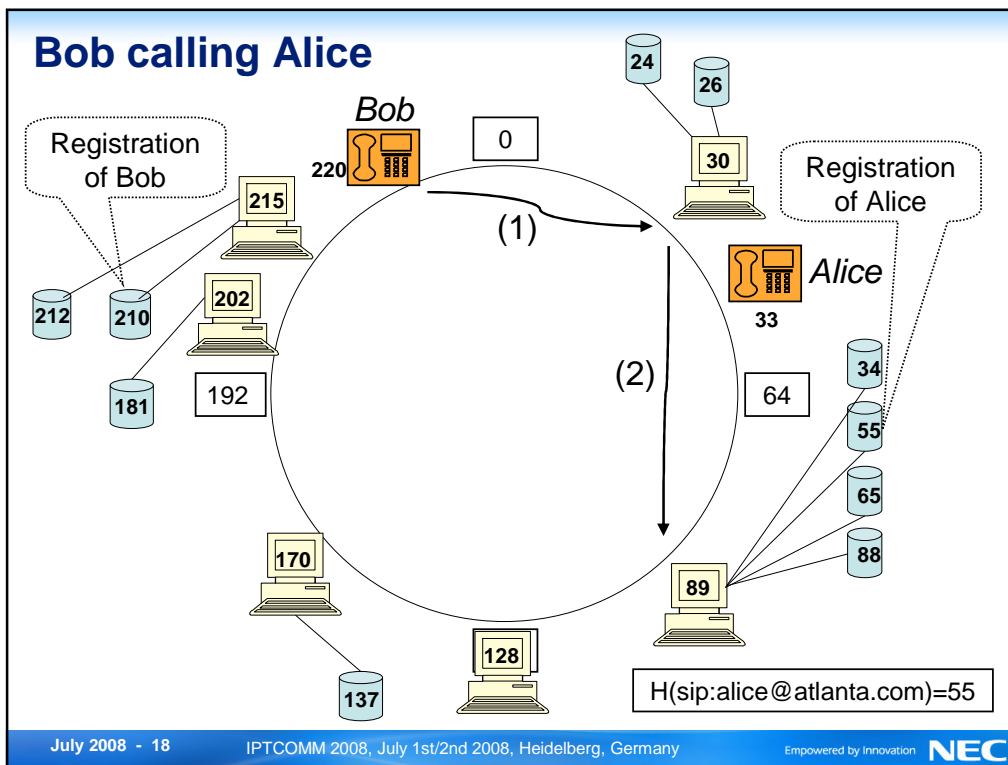 Bob calling Alice
24
26
Bob
0
Registration
of Bob
220
30
Registration
of Alice
215
(1)
Alice
202
33
212
210
34
(2)
181
192
64
55
65
88
170
89
128
137
H(sip:alice@atlanta.com)=55
July 2008 - 18
IPTCOMM 2008, July 1st/2nd 2008, Heidelberg, Germany
Empowered by Innovation
NEC